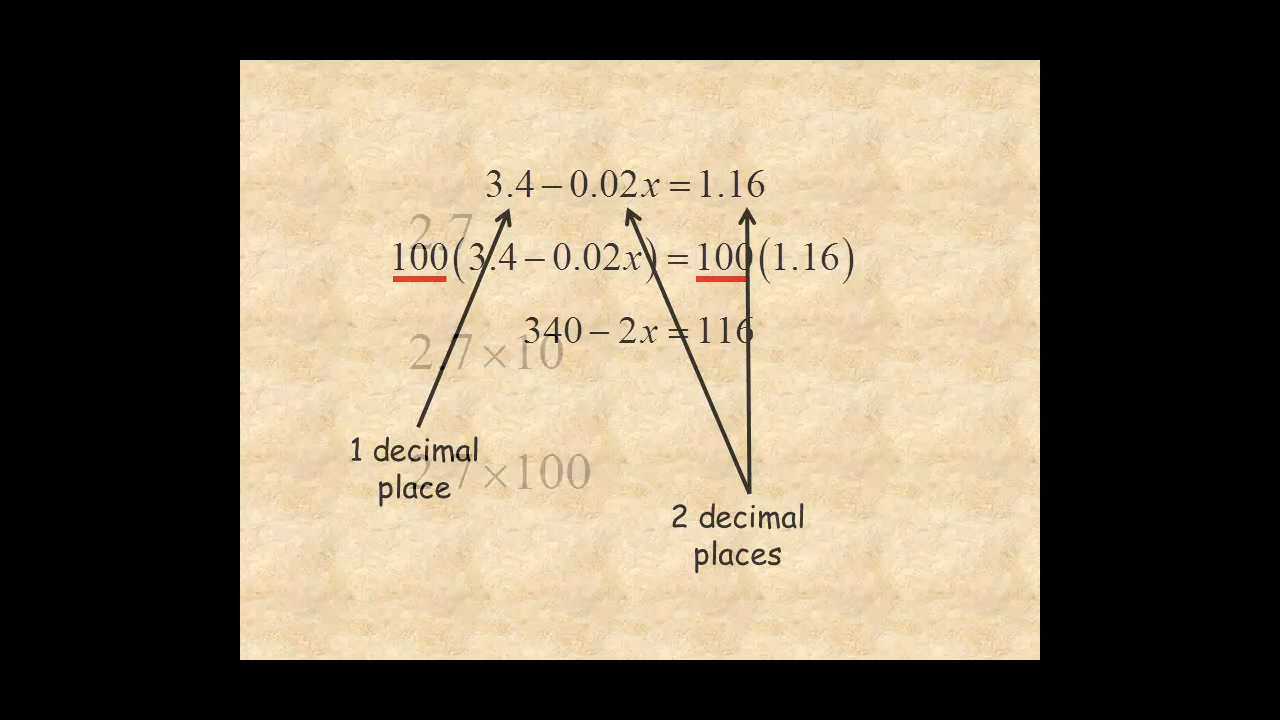 3.4 − 0.02x = 1.16
2.7
100(3.4 − 0.02x) = 100(1.16)
340 − 2x = 116
2.7 × 10
1 decimal
place
2.7 × 100
2 decimal
places